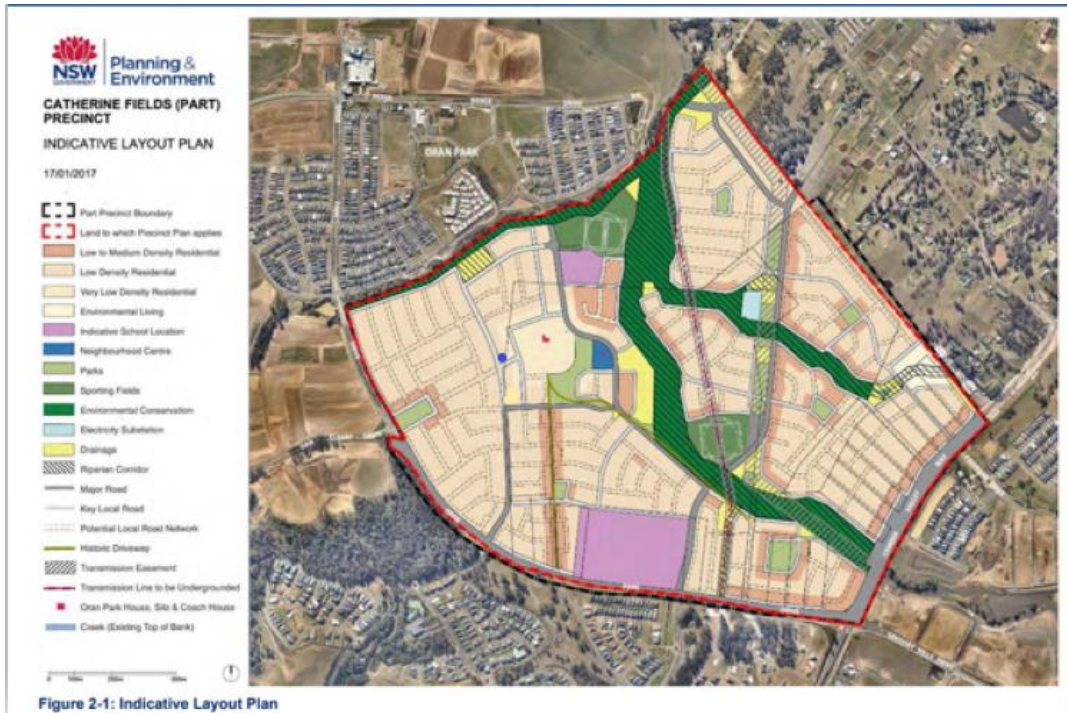 NSW
GOVERNMENT
Planning &
Environment
CATHERINE FIELDS (PART)
PRECINCT
INDICATIVE LAYOUT PLAN
17/01/2017
Part Precinct Boundary
Land to which Precinct Plan applies
Low to Medium Density Residential
Low Density Residential
Very Low Density Residential
Environmental Living
Indicative School Location
Neighbourhood Centre
Parks
Sporting Fields
Environmental Conservation
Electricity Substation
Drainage
Riparian Corridor
Major Road
Key Local Road
Potential Local Road Network
Historic Driveway
Transmission Easement
Transmission Line to be Undergrounded
Oran Park House, Silo & Coach House
Creek (Existing Top of Bank)
ORAN PARK
Figure 2-1: Indicative Layout Plan